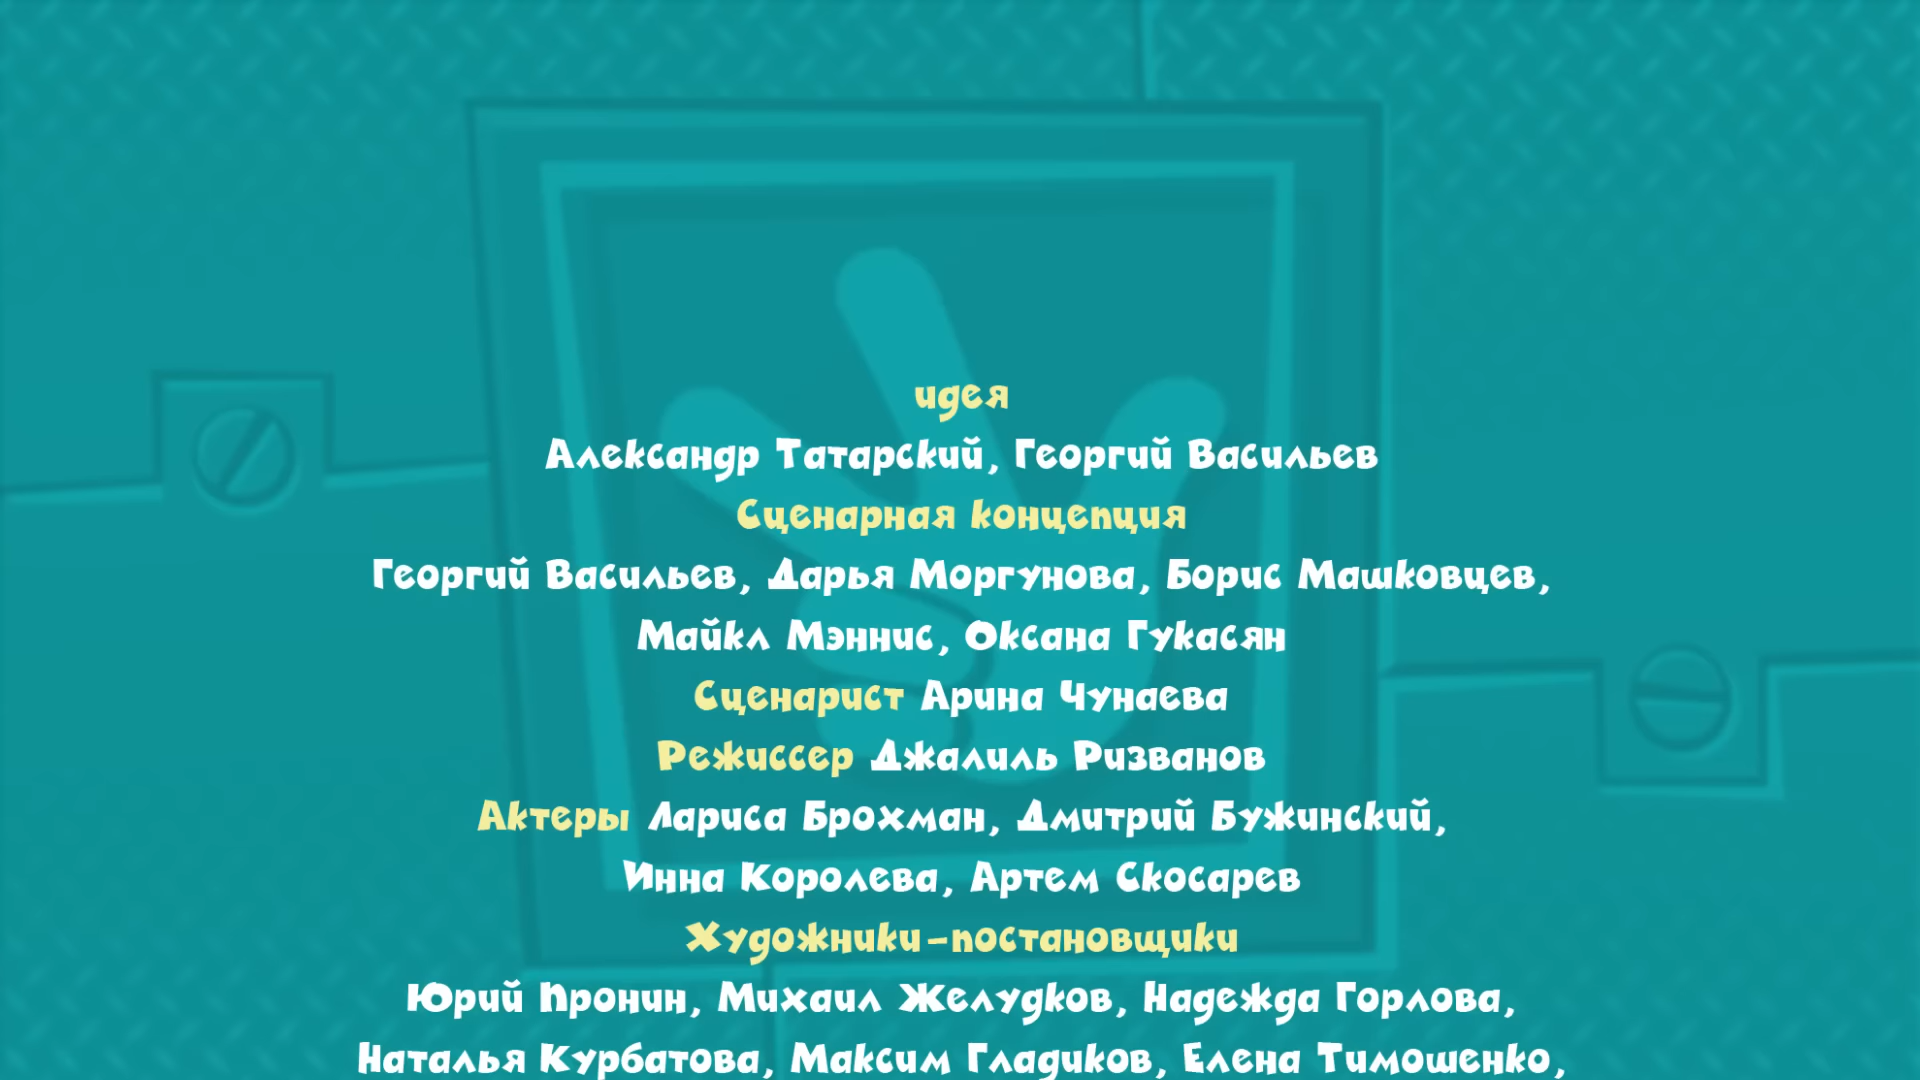 идея
Александр Татарский, Георгий Васильев
Сценарная концепция
Георгий Васильев, Дарья Моргунова, Борис Машковцев,
Майкл Мэннис, Оксана Гукасян
Сценарист Арина Чунаева
Режиссер Джалиль Ризванов
Актеры Лариса Брохман, Дмитрий Бужинский,
Инна Королева, Артем Скосарев
Художники-постановщики
Юрий Пронин, Михаил Желудков, Надежда Горлова,
Наталья Курбатова, Максим Гладиков, Елена Тимошенко,